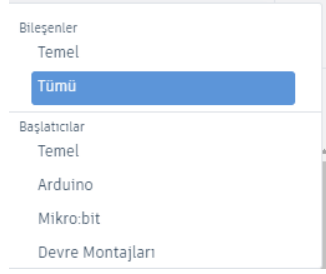 Bileşenler
Temel
Tümü
Başlatıcılar
Temel
Arduino
Mikro:bit
Devre Montajları